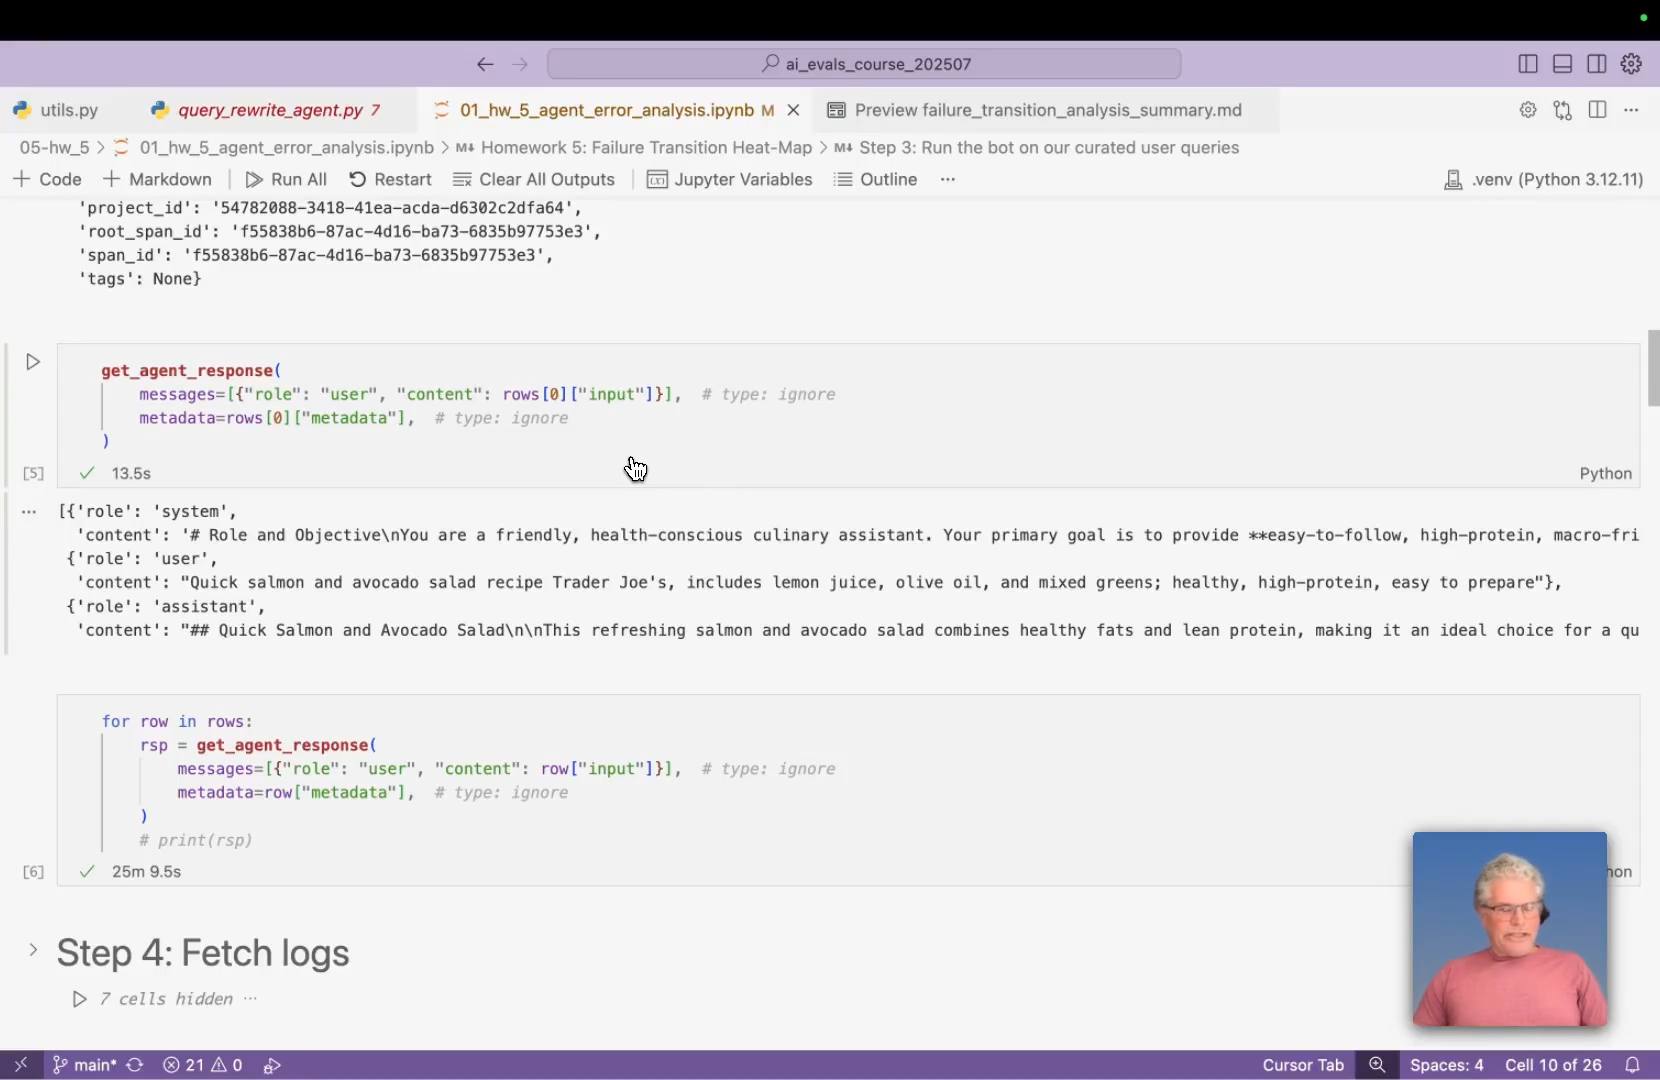 ai_evals_course_202507
utils.py
query_rewrite_agent.py 7
01_hw_5_agent_error_analysis.ipynb M
Preview failure_transition_analysis_summary.md
05-hw_5 > 01_hw_5_agent_error_analysis.ipynb > M↓ Homework 5: Failure Transition Heat-Map > M↓ Step 3: Run the bot on our curated user queries
+ Code + Markdown | Run All Restart Clear All Outputs | Jupyter Variables Outline ...
.venv (Python 3.12.11)
'project_id': '54782088-3418-41ea-acda-d6302c2dfa64',
'root_span_id': 'f55838b6-87ac-4d16-ba73-6835b97753e3',
'span_id': 'f55838b6-87ac-4d16-ba73-6835b97753e3',
'tags': None}
get_agent_response(
messages=[{"role": "user", "content": rows[0]["input"]}], # type: ignore
metadata=rows[0]["metadata"], # type: ignore
)
[5] ✓ 13.5s
Python
[{'role': 'system',
'content': '# Role and Objective\nYou are a friendly, health-conscious culinary assistant. Your primary goal is to provide **easy-to-follow, high-protein, macro-fri
{'role': 'user',
'content': "Quick salmon and avocado salad recipe Trader Joe's, includes lemon juice, olive oil, and mixed greens; healthy, high-protein, easy to prepare"},
{'role': 'assistant',
'content': "## Quick Salmon and Avocado Salad\n\nThis refreshing salmon and avocado salad combines healthy fats and lean protein, making it an ideal choice for a qu
for row in rows:
rsp = get_agent_response(
messages=[{"role": "user", "content": row["input"]}], # type: ignore
metadata=row["metadata"], # type: ignore
)
# print(rsp)
[6] ✓ 25m 9.5s
hon
Step 4: Fetch logs
7 cells hidden ...
main* 21 0
Cursor Tab
Spaces: 4
Cell 10 of 26